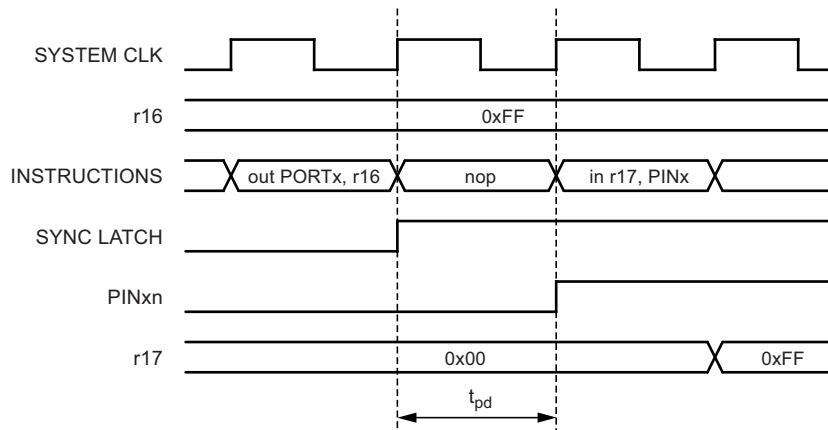 SYSTEM CLK
r16
0xFF
INSTRUCTIONS
out PORTx, r16
nop
in r17, PINx
SYNC LATCH
PINxn
r17
0x00
0xFF
tpd